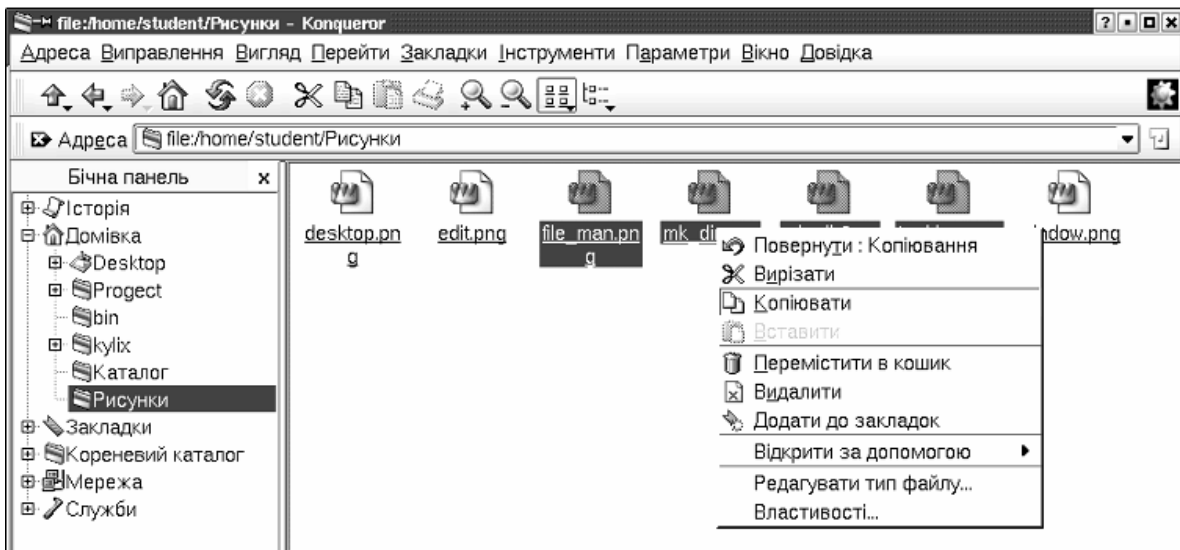 file:/home/student/Рисунки - Konqueror
Адреса Виправлення Вигляд Перейти Закладки Інструменти Параметри Вікно Довідка
Адреса file:/home/student/Рисунки
Бічна панель x
Історія
Домівка
Desktop
Progect
bin
kylix
Каталог
Рисунки
Закладки
Кореневий каталог
Мережа
Служби
desktop.pn
g
edit.png
file_man.pn
g
mk_di
indow.png
Повернути : Копіювання
Вирізати
Копіювати
Вставити
Перемістити в кошик
Видалити
Додати до закладок
Відкрити за допомогою
Редагувати тип файлу...
Властивості...